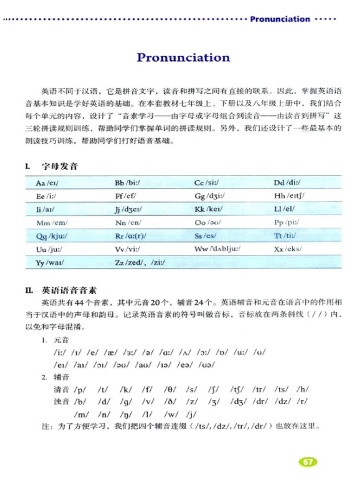 Pronunciation
Pronunciation
英语不同于汉语，它是拼音文字，读音和拼写之间有直接的联系。因此，掌握英语语
音基本知识是学好英语的基础。在本套教材七年级上、下册以及八年级上册中，我们结合
每个单元的内容，设计了“音素学习——由字母或字母组合到读音——由读音到拼写”这
三轮拼读规则训练，帮助同学们掌握单词的拼读规则。另外，我们还设计了一些最基本的
朗读技巧训练，帮助同学们打好语音基础。
I. 字母发音
Aa /eɪ/ Bb /biː/ Cc /siː/ Dd /diː/
Ee /iː/ Ff /ef/ Gg /dʒiː/ Hh /eɪtʃ/
Ii /aɪ/ Jj /dʒeɪ/ Kk /keɪ/ Ll /el/
Mm /em/ Nn /en/ Oo /əʊ/ Pp /piː/
Qq /kjuː/ Rr /ɑː(r)/ Ss /es/ Tt /tiː/
Uu /juː/ Vv /viː/ Ww /ˈdʌbljuː/ Xx /eks/
Yy /waɪ/ Zz /zed/, /ziː/
II. 英语语音音素
英语共有44个音素，其中元音20个，辅音24个。英语辅音和元音在语言中的作用相
当于汉语中的声母和韵母。记录英语音素的符号叫做音标，音标放在两条斜线（/ /）内，
以免和字母混淆。
1. 元音
/iː/ /ɪ/ /e/ /æ/ /ɜː/ /ə/ /ɑː/ /ʌ/ /ɔː/ /ɒ/ /uː/ /ʊ/
/eɪ/ /aɪ/ /ɔɪ/ /əʊ/ /aʊ/ /ɪə/ /eə/ /ʊə/
2. 辅音
清音 /p/ /t/ /k/ /f/ /θ/ /s/ /ʃ/ /tʃ/ /tr/ /ts/ /h/
浊音 /b/ /d/ /g/ /v/ /ð/ /z/ /ʒ/ /dʒ/ /dr/ /dz/ /r/
/m/ /n/ /ŋ/ /l/ /w/ /j/
注：为了方便学习，我们把四个辅音连缀（/ts/, /dz/, /tr/, /dr/）也放在这里。
67